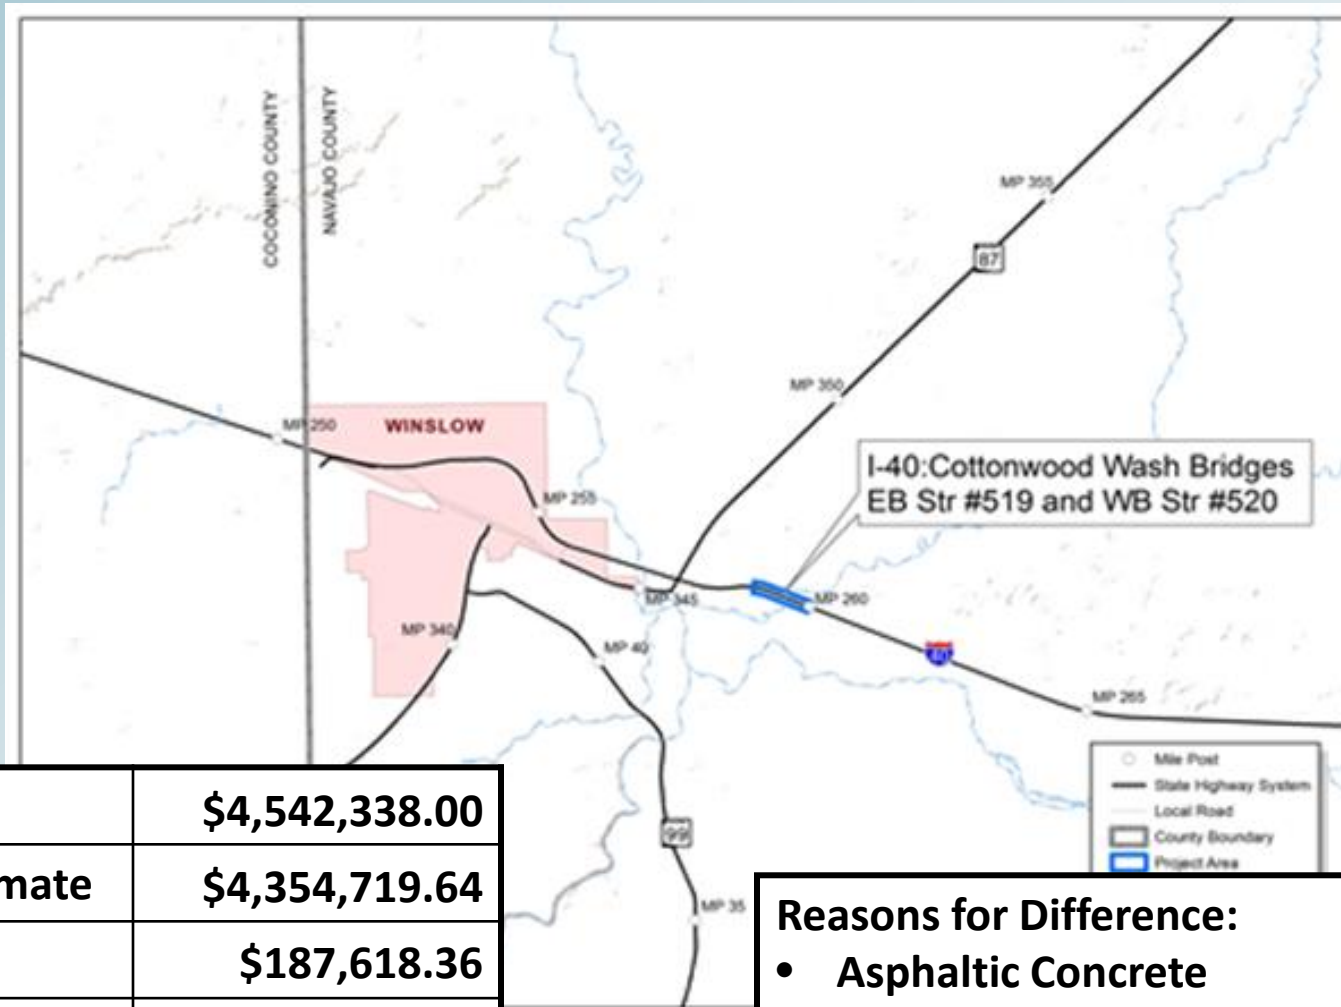 COCONINO COUNTY
NAVAJO COUNTY
MP 355
87
MP 350
MP 250
WINSLOW
I-40:Cottonwood Wash Bridges
EB Str #519 and WB Str #520
MP 255
MP 345
MP 260
MP 340
MP 40
40
MP 265
Mile Post
State Highway System
Local Road
County Boundary
Project Area
99
MP 35
$4,542,338.00
mate $4,354,719.64
$187,618.36
Reasons for Difference:
• Asphaltic Concrete